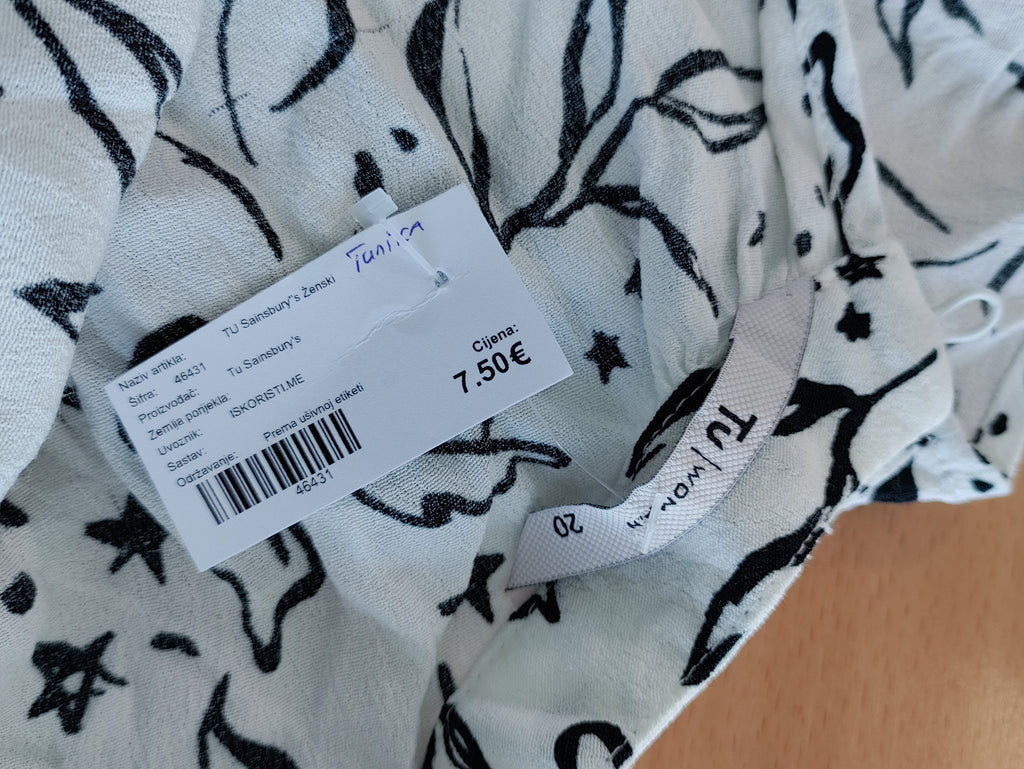 Tunica
Naziv artikla: TU Sainsbury"s Ženski
Šifra: 46431
Proizvođač: Tu Sainsbury's
Zemlja porijekla:
Uvoznik: ISKORISTI.ME
Sastav:
Održavanje: Prema ušivnoj etiketi
46431
Cijena:
7.50€
TU | WOMEN
20